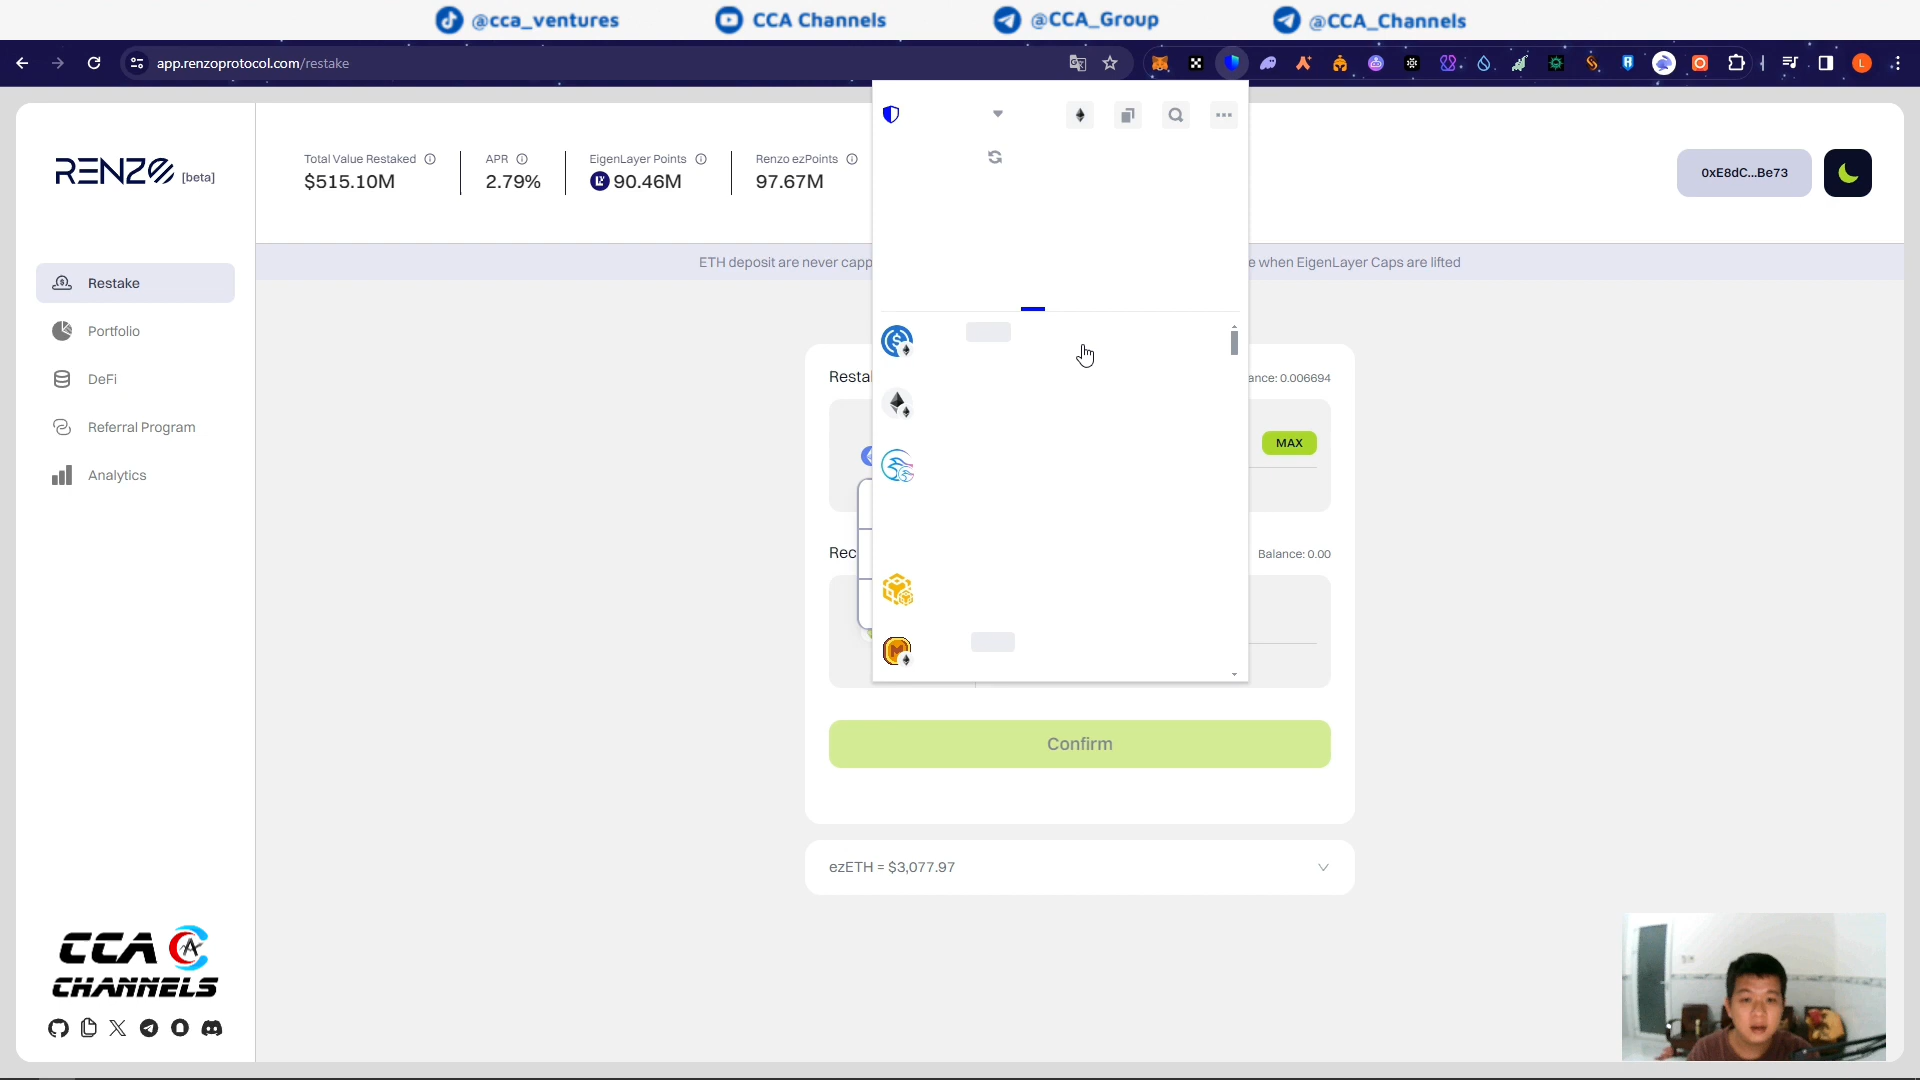 @cca_ventures
CCA Channels
@CCA_Group
@CCA_Channels
app.renzoprotocol.com/restake
RENZO [beta]
Total Value Restaked
$515.10M
APR
2.79%
EigenLayer Points
90.46M
Renzo ezPoints
97.67M
0xE8dC...Be73
ETH deposit are never capp
e when EigenLayer Caps are lifted
Restake
Portfolio
DeFi
Referral Program
Analytics
Resta
ance: 0.006694
MAX
Rec
Balance: 0.00
Confirm
ezETH = $3,077.97
CCA
CHANNELS